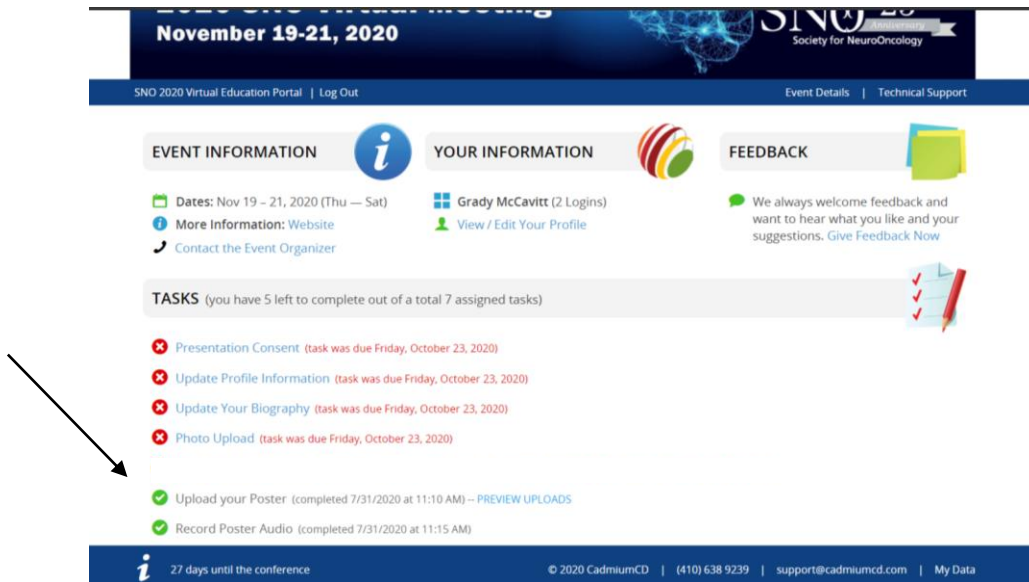 2020 SNO Virtual Meeting
November 19-21, 2020
SNO
25
Anniversary
Society for NeuroOncology
SNO 2020 Virtual Education Portal | Log Out
Event Details | Technical Support
EVENT INFORMATION
Dates: Nov 19 – 21, 2020 (Thu — Sat)
More Information: Website
Contact the Event Organizer
YOUR INFORMATION
Grady McCavitt (2 Logins)
View / Edit Your Profile
FEEDBACK
We always welcome feedback and
want to hear what you like and your
suggestions. Give Feedback Now
TASKS (you have 5 left to complete out of a total 7 assigned tasks)
Presentation Consent (task was due Friday, October 23, 2020)
Update Profile Information (task was due Friday, October 23, 2020)
Update Your Biography (task was due Friday, October 23, 2020)
Photo Upload (task was due Friday, October 23, 2020)
Upload your Poster (completed 7/31/2020 at 11:10 AM) -- PREVIEW UPLOADS
Record Poster Audio (completed 7/31/2020 at 11:15 AM)
27 days until the conference
© 2020 CadmiumCD | (410) 638 9239 | support@cadmiumcd.com | My Data